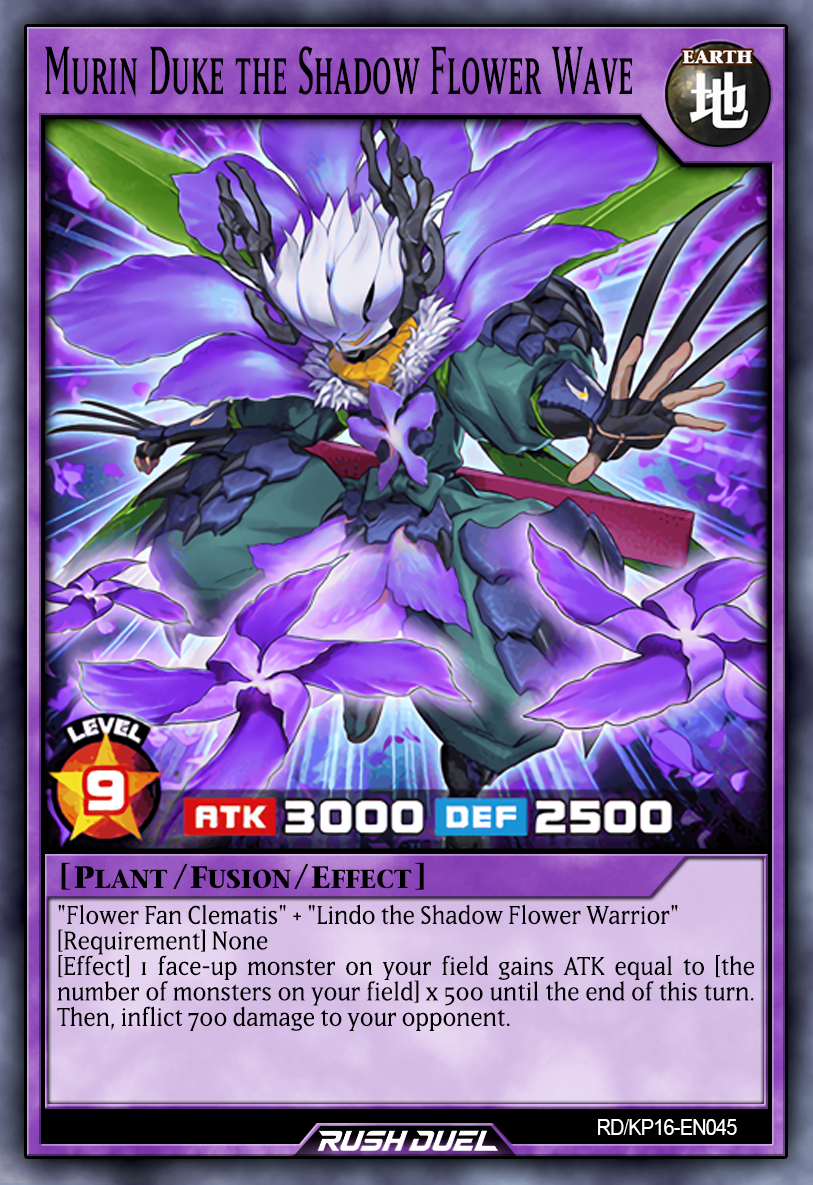 Murin Duke the Shadow Flower Wave
EARTH
地
LEVEL
9
ATK 3000 DEF 2500
[Plant/Fusion/Effect]
"Flower Fan Clematis" + "Lindo the Shadow Flower Warrior"
[Requirement] None
[Effect] 1 face-up monster on your field gains ATK equal to [the
number of monsters on your field] x 500 until the end of this turn.
Then, inflict 700 damage to your opponent.
RD/KP16-EN045
RUSH DUEL